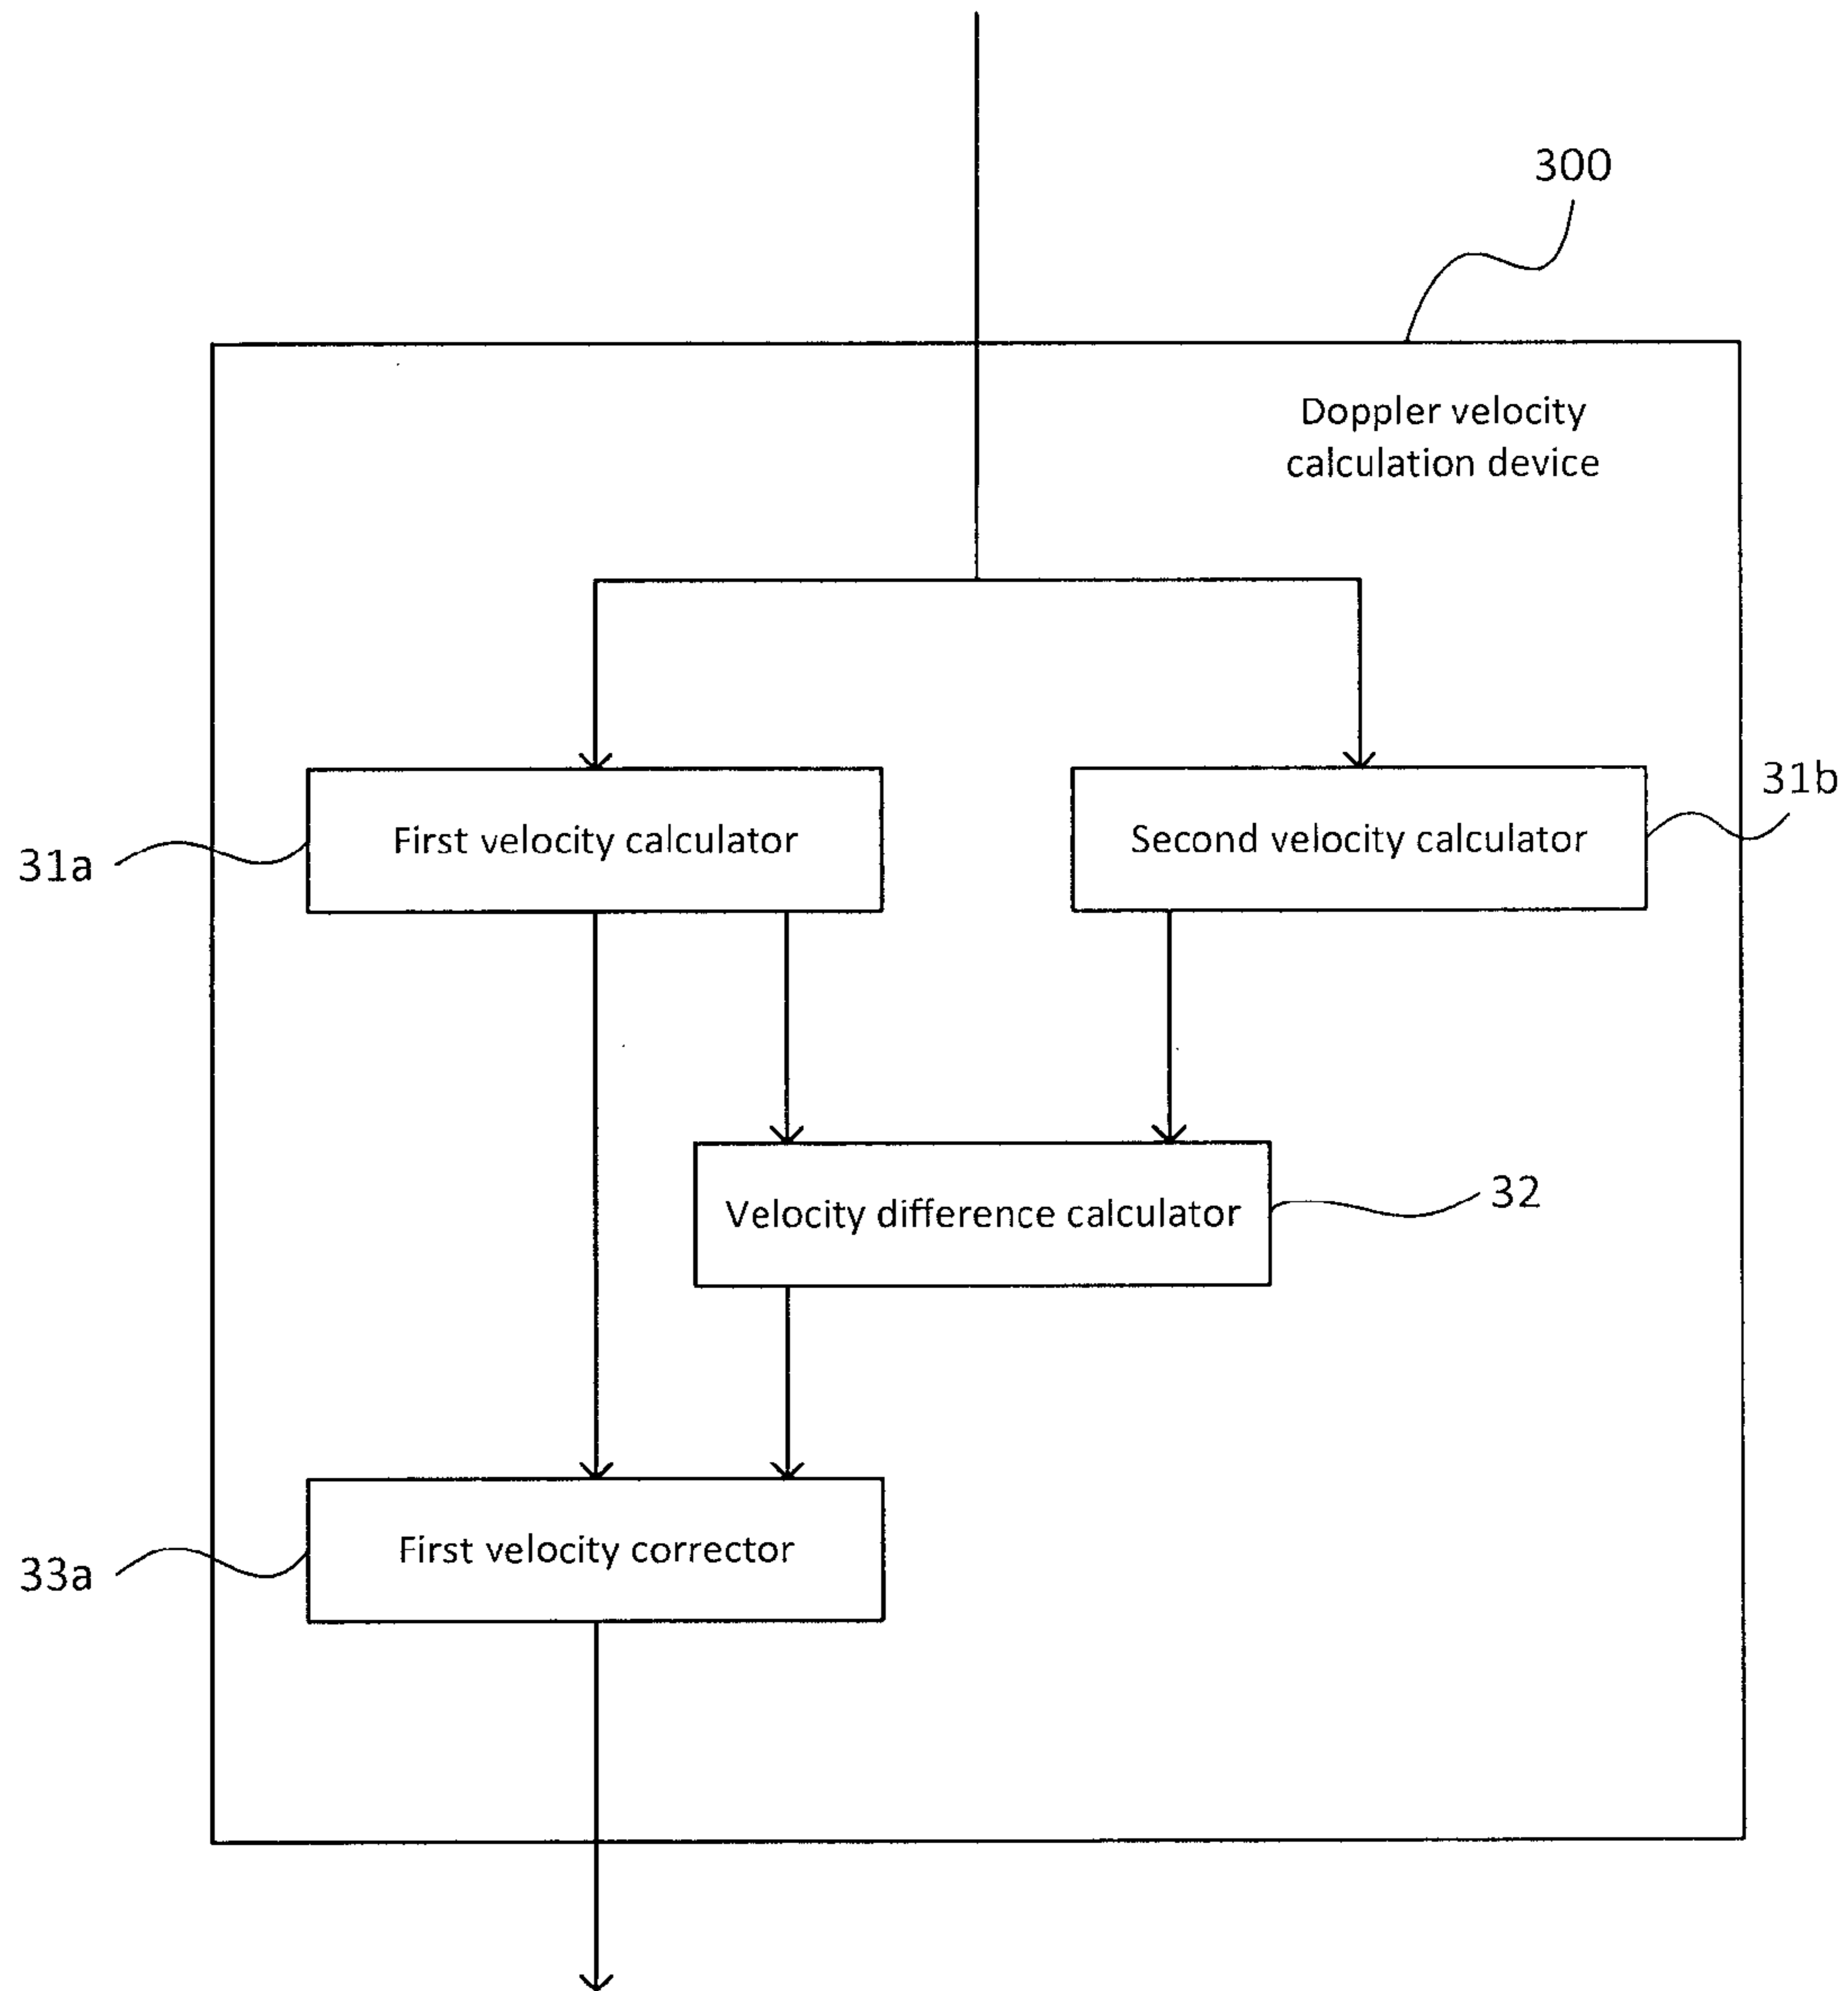 300
Doppler velocity
calculation device
First velocity calculator
Second velocity calculator
31b
31a
Velocity difference calculator
32
First velocity corrector
33a